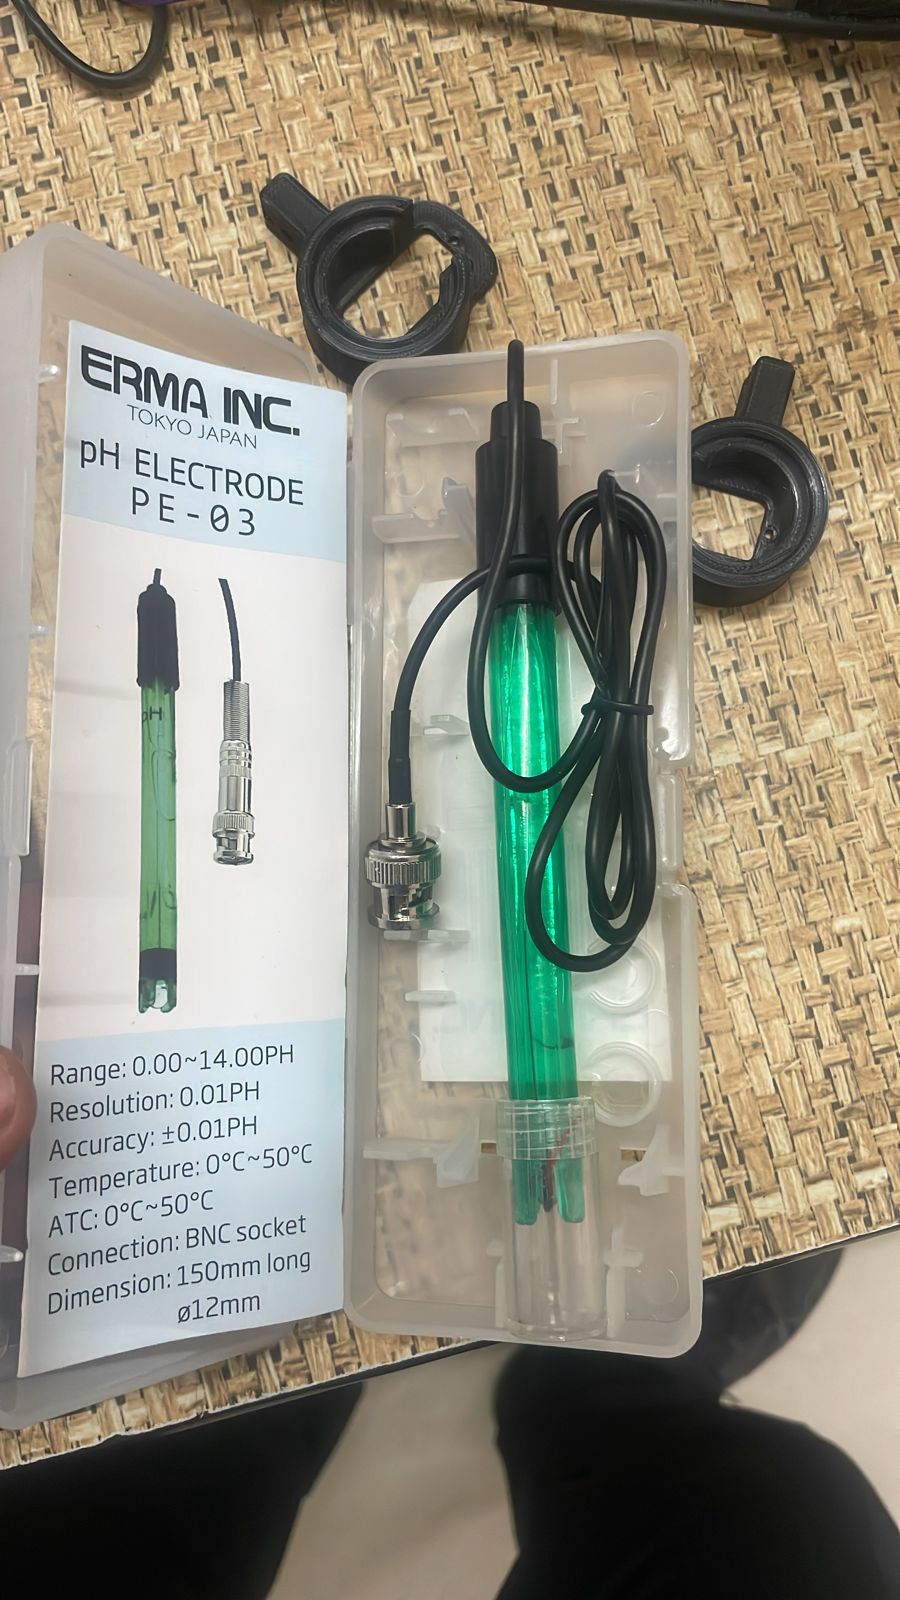 ERMA INC.
TOKYO JAPAN
pH ELECTRODE
PE-03
pH
Range: 0.00~14.00PH
Resolution: 0.01PH
Accuracy: ±0.01PH
Temperature: 0°C~50°C
ATC: 0°C~50°C
Connection: BNC socket
Dimension: 150mm long
ø12mm